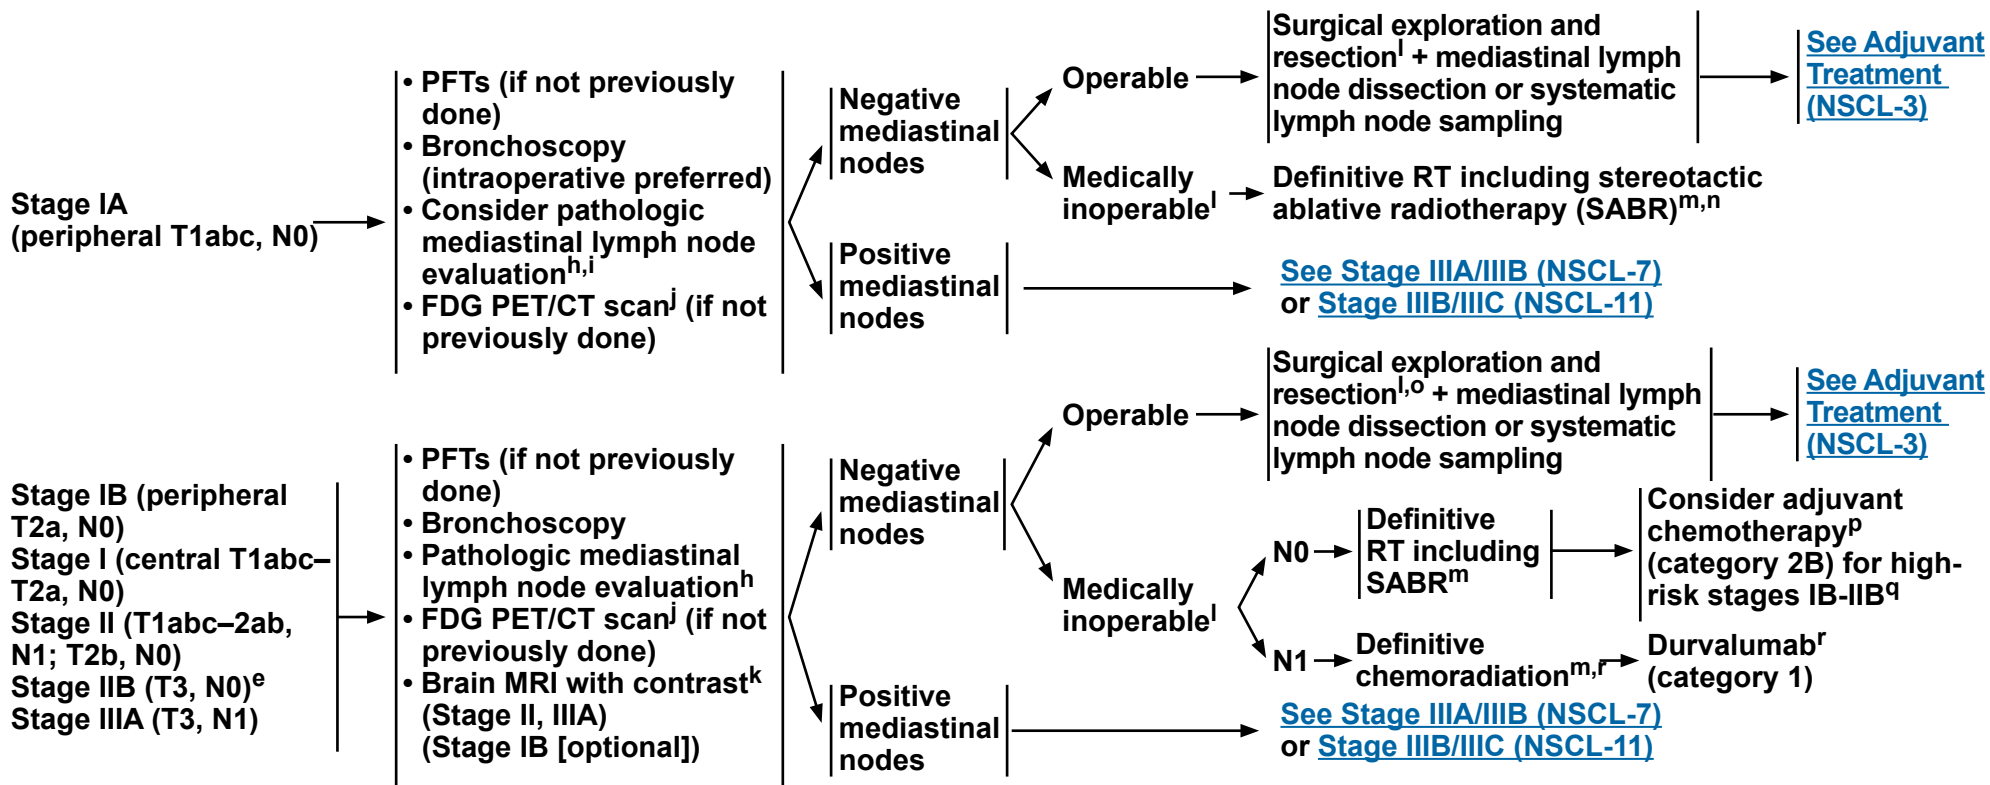 Stage IA
(peripheral T1abc, N0)
• PFTs (if not previously
done)
• Bronchoscopy
(intraoperative preferred)
• Consider pathologic
mediastinal lymph node
evaluationh,i
• FDG PET/CT scanj (if not
previously done)
Negative
mediastinal
nodes
Operable
Surgical exploration and
resectionl + mediastinal lymph
node dissection or systematic
lymph node sampling
See Adjuvant
Treatment
(NSCL-3)
Medically
inoperablel
Definitive RT including stereotactic
ablative radiotherapy (SABR)m,n
Positive
mediastinal
nodes
See Stage IIIA/IIIB (NSCL-7)
or Stage IIIB/IIIC (NSCL-11)
Stage IB (peripheral
T2a, N0)
Stage I (central T1abc–
T2a, N0)
Stage II (T1abc–2ab,
N1; T2b, N0)
Stage IIB (T3, N0)e
Stage IIIA (T3, N1)
• PFTs (if not previously
done)
• Bronchoscopy
• Pathologic mediastinal
lymph node evaluationh
• FDG PET/CT scanj (if not
previously done)
• Brain MRI with contrastk
(Stage II, IIIA)
(Stage IB [optional])
Negative
mediastinal
nodes
Operable
Surgical exploration and
resectionl,o + mediastinal lymph
node dissection or systematic
lymph node sampling
See Adjuvant
Treatment
(NSCL-3)
Medically
inoperablel
N0
Definitive
RT including
SABRm
Consider adjuvant
chemotherapyp
(category 2B) for high-
risk stages IB-IIBq
N1
Definitive
chemoradiationm,r
Durvalumabr
(category 1)
Positive
mediastinal
nodes
See Stage IIIA/IIIB (NSCL-7)
or Stage IIIB/IIIC (NSCL-11)